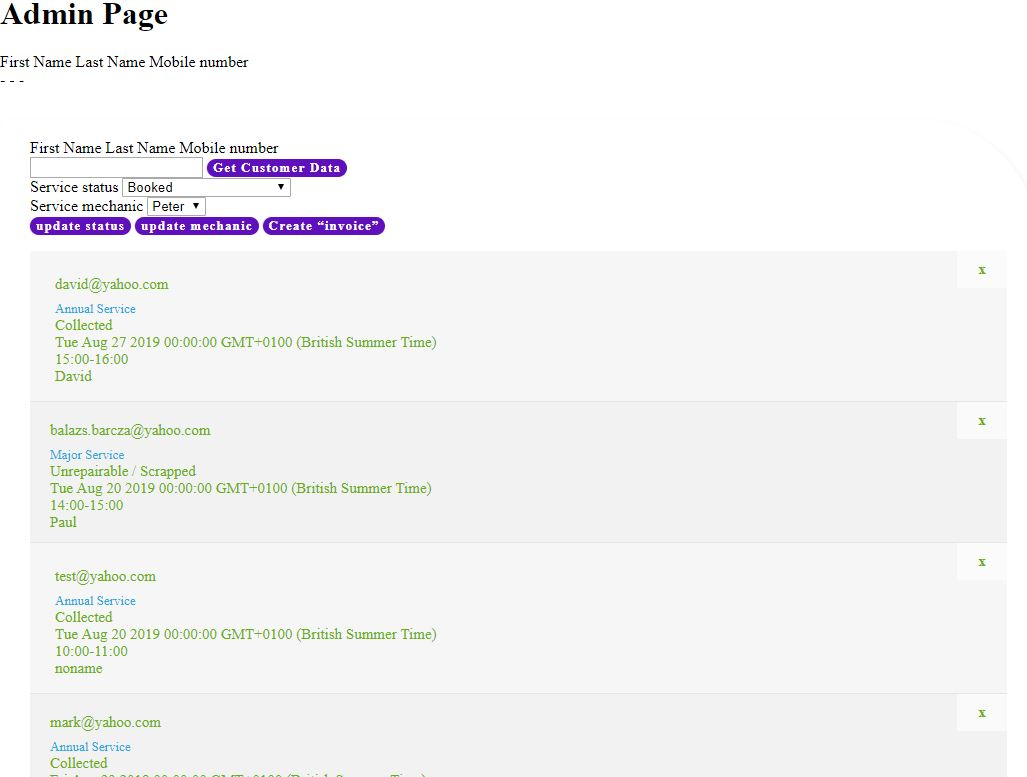 Admin Page
First Name Last Name Mobile number
- - -
First Name Last Name Mobile number
Get Customer Data
Service status Booked
Service mechanic Peter
update status update mechanic Create “invoice”
x
david@yahoo.com
Annual Service
Collected
Tue Aug 27 2019 00:00:00 GMT+0100 (British Summer Time)
15:00-16:00
David
x
balazs.barcza@yahoo.com
Major Service
Unrepairable / Scrapped
Tue Aug 20 2019 00:00:00 GMT+0100 (British Summer Time)
14:00-15:00
Paul
x
test@yahoo.com
Annual Service
Collected
Tue Aug 20 2019 00:00:00 GMT+0100 (British Summer Time)
10:00-11:00
noname
x
mark@yahoo.com
Annual Service
Collected